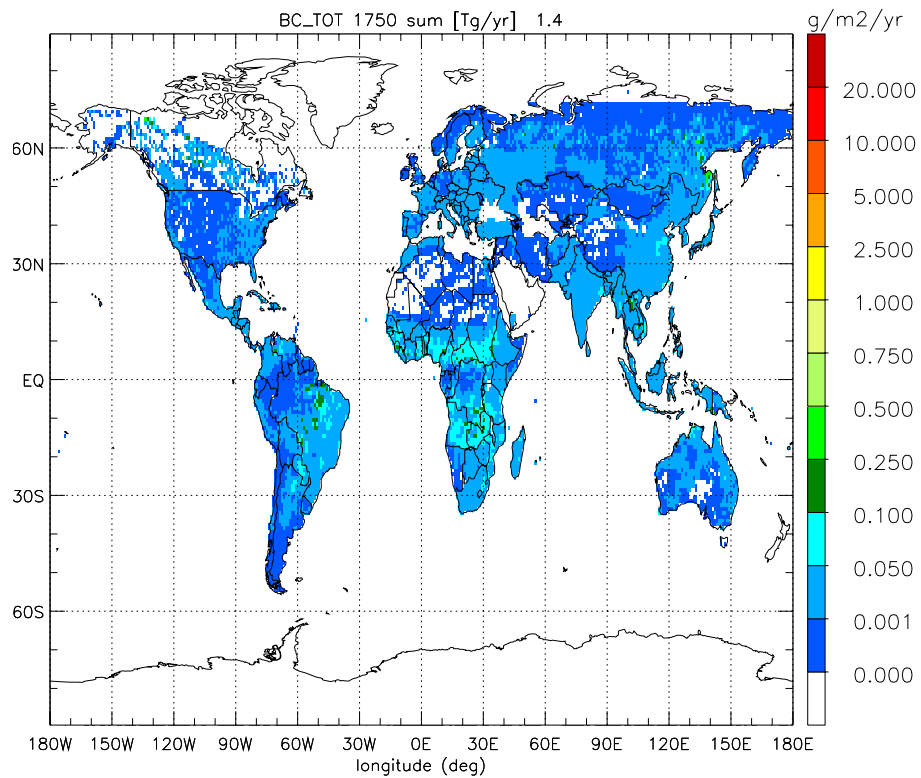 BC_TOT 1750 sum [Tg/yr]  1.4
g/m2/yr
20.000
10.000
5.000
2.500
1.000
0.750
0.500
0.250
0.100
0.050
0.001
0.000
60N
30N
EQ
30S
60S
180W 150W 120W 90W 60W 30W 0E 30E 60E 90E 120E 150E 180E
longitude (deg)